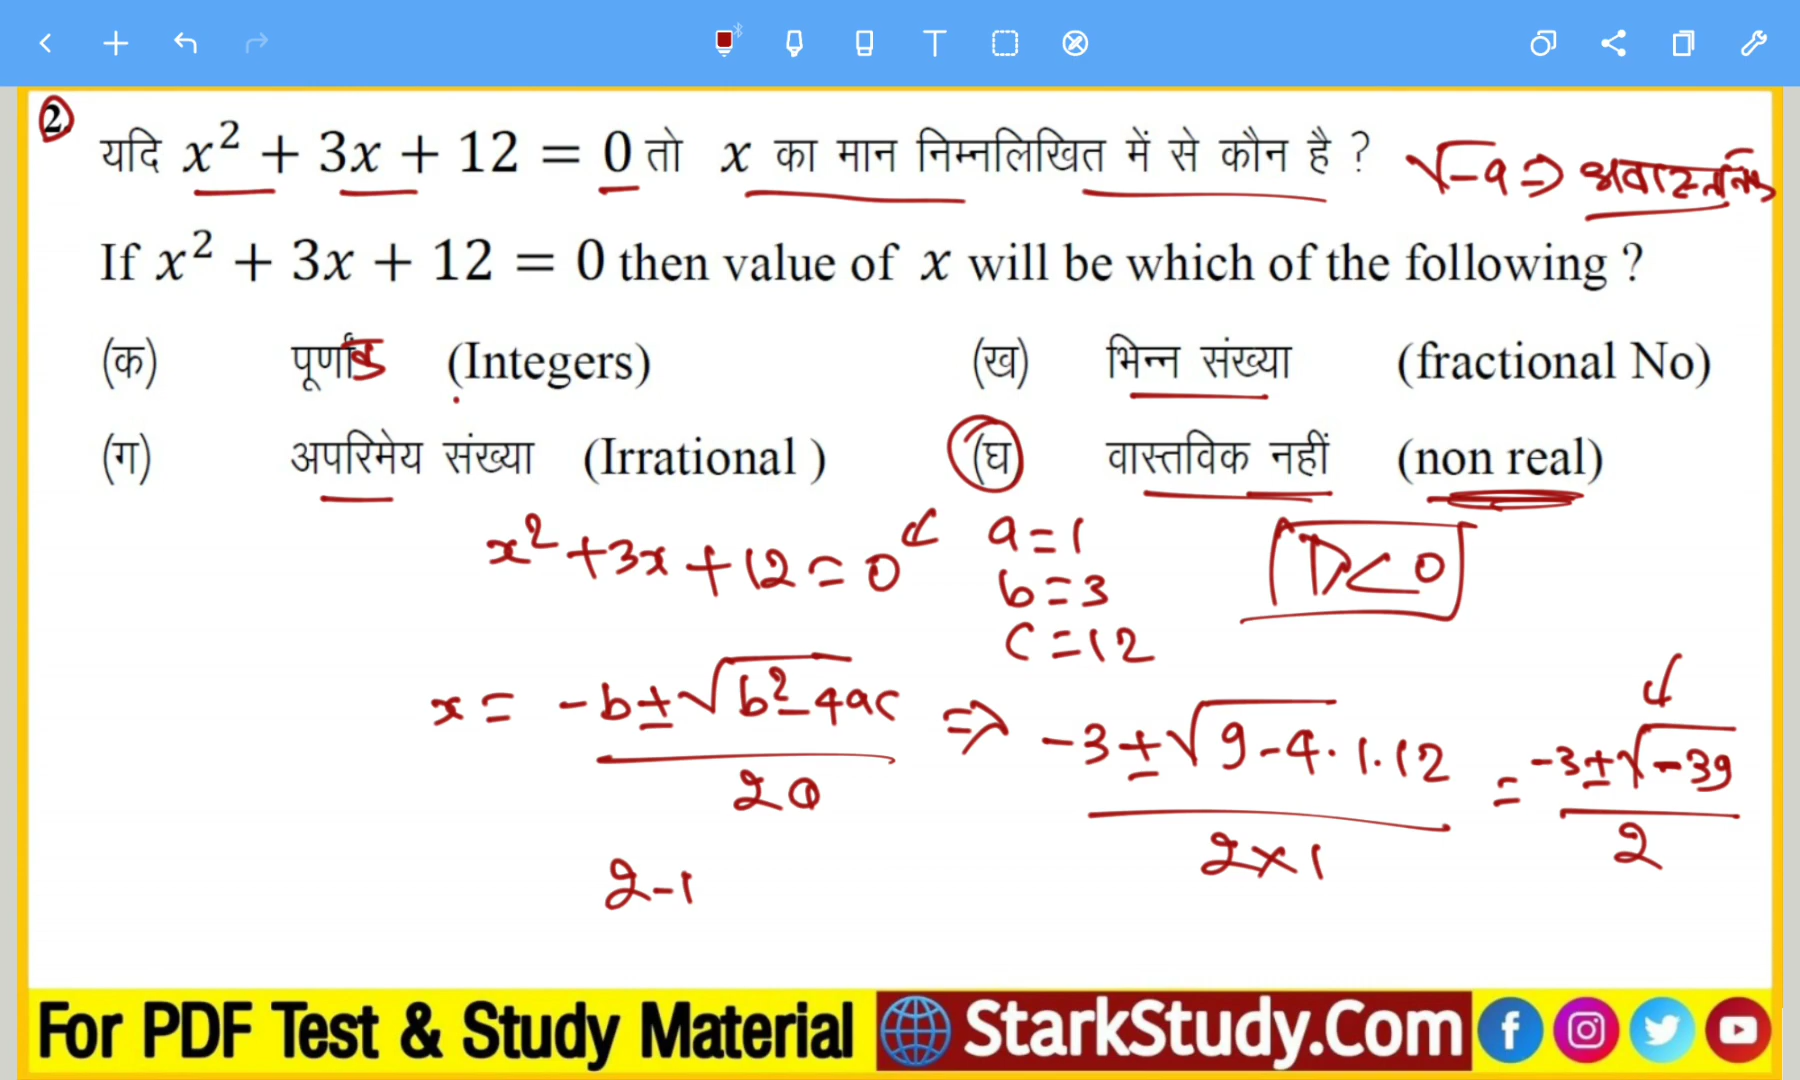 2.
यदि x² + 3x + 12 = 0 तो x का मान निम्नलिखित में से कौन है ? √-a ⇒ अवास्तविक
If x² + 3x + 12 = 0 then value of x will be which of the following ?
(क) पूर्णांक (Integers) (ख) भिन्न संख्या (fractional No)
(ग) अपरिमेय संख्या (Irrational ) (घ) वास्तविक नहीं (non real)
x² + 3x + 12 = 0 a = 1 D < 0
b = 3
c = 12
x = -b ± √b² - 4ac / 2a ⇒ -3 ± √9 - 4 . 1 . 12 / 2 × 1 = -3 ± √-39 / 2
2 - 1
For PDF Test & Study Material StarkStudy.Com